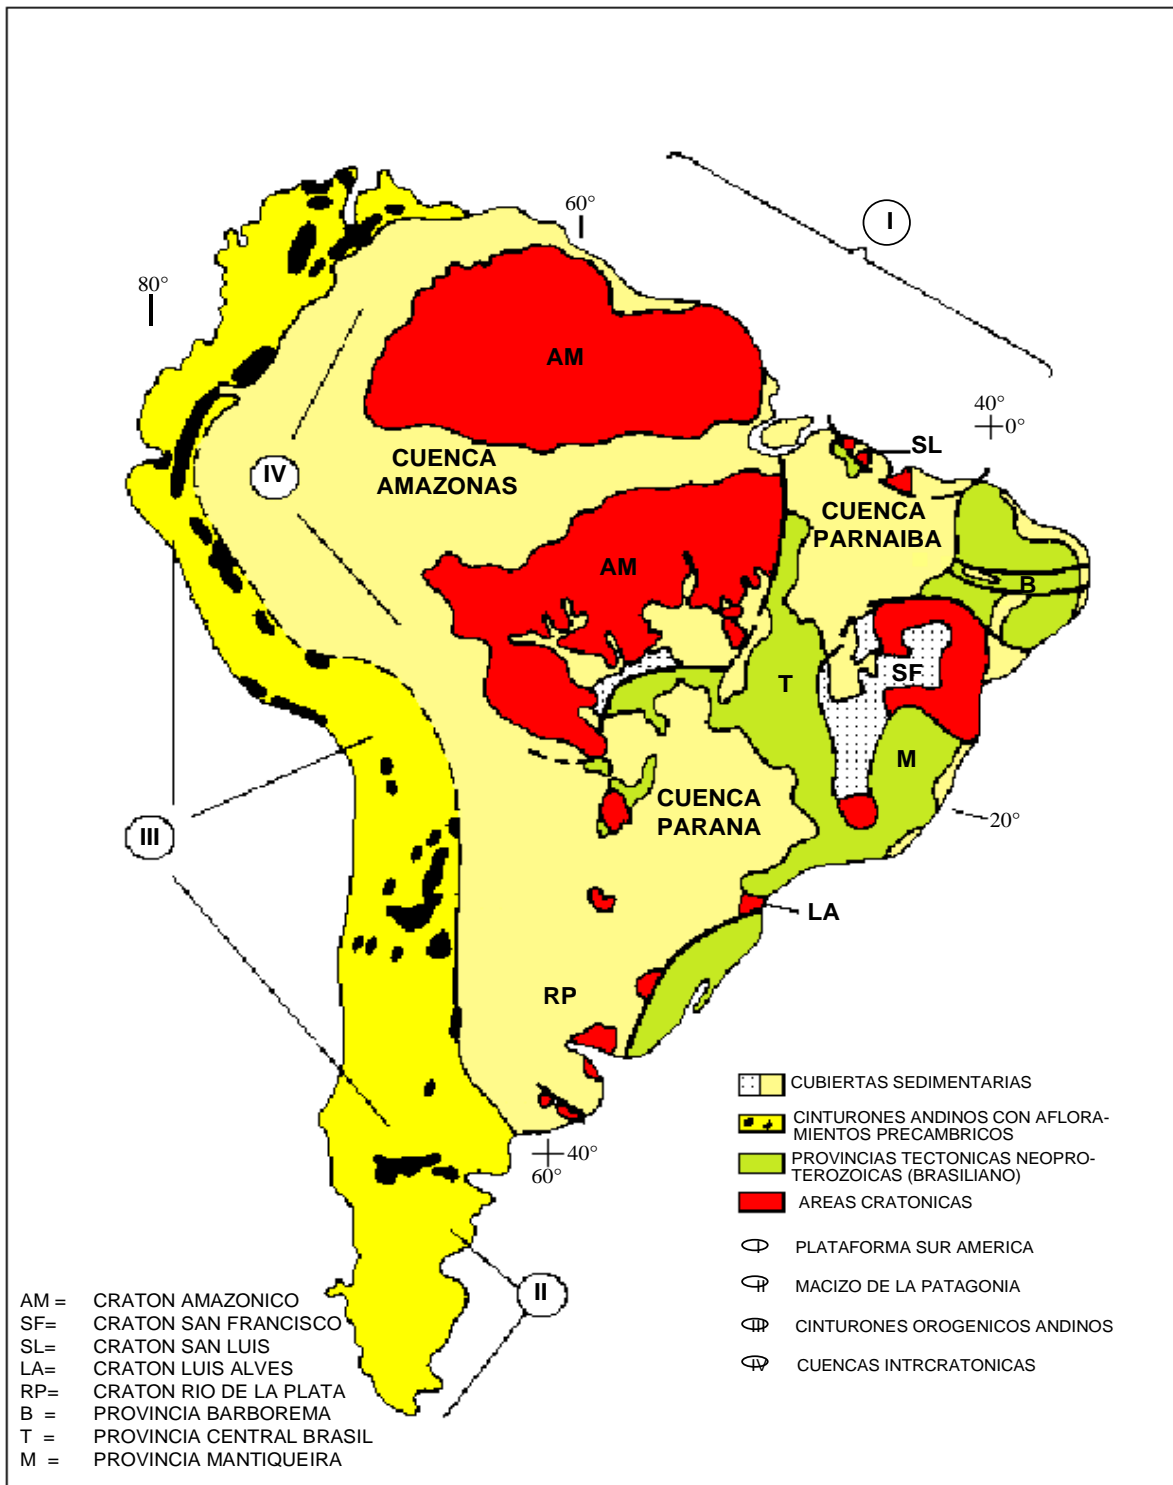 I
60°
80°
AM
40°
0°
SL
CUENCA
AMAZONAS
IV
CUENCA
PARNAIBA
AM
B
SF
T
M
CUENCA
PARANA
20°
III
LA
RP
40°
60°
II
CUBIERTAS SEDIMENTARIAS
CINTURONES ANDINOS CON AFLORA-
MIENTOS PRECAMBRICOS
PROVINCIAS TECTONICAS NEOPRO-
TEROZOICAS (BRASILIANO)
AREAS CRATONICAS
I PLATAFORMA SUR AMERICA
II MACIZO DE LA PATAGONIA
III CINTURONES OROGENICOS ANDINOS
IV CUENCAS INTRCRATONICAS
AM = CRATON AMAZONICO
SF= CRATON SAN FRANCISCO
SL= CRATON SAN LUIS
LA= CRATON LUIS ALVES
RP= CRATON RIO DE LA PLATA
B = PROVINCIA BARBOREMA
T = PROVINCIA CENTRAL BRASIL
M = PROVINCIA MANTIQUEIRA